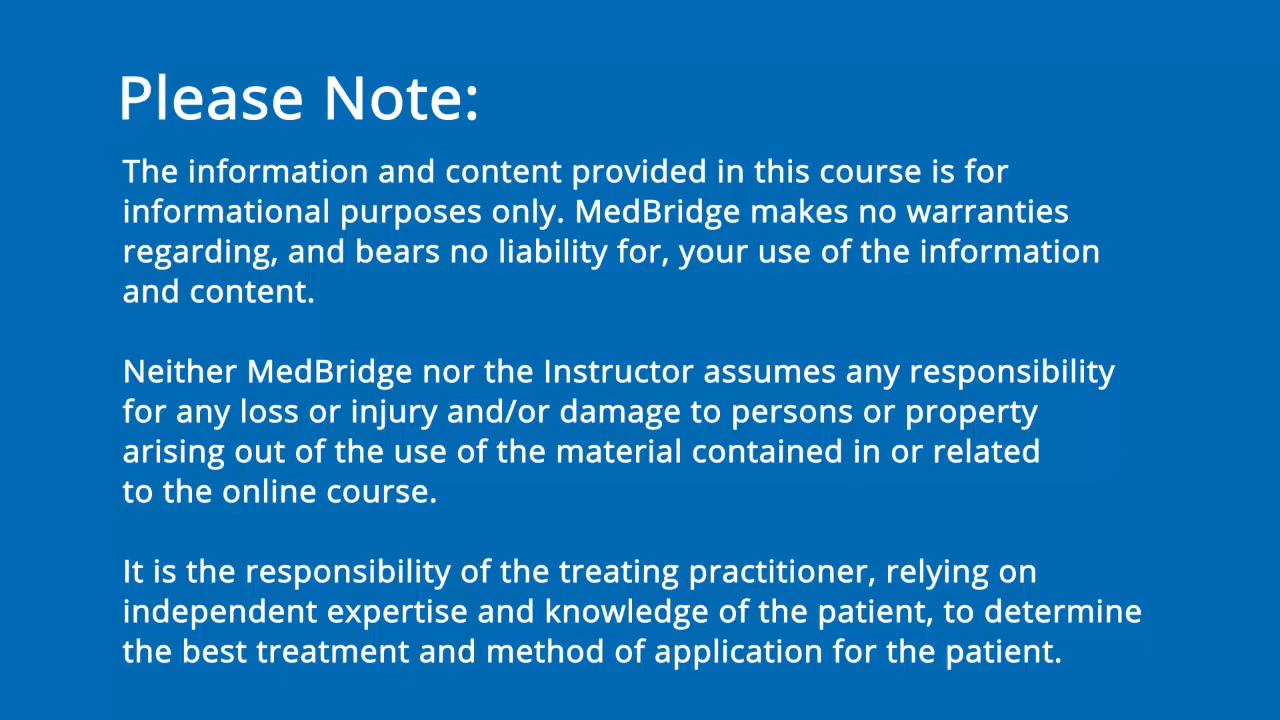 Please Note:
The information and content provided in this course is for
informational purposes only. MedBridge makes no warranties
regarding, and bears no liability for, your use of the information
and content.
Neither MedBridge nor the Instructor assumes any responsibility
for any loss or injury and/or damage to persons or property
arising out of the use of the material contained in or related
to the online course.
It is the responsibility of the treating practitioner, relying on
independent expertise and knowledge of the patient, to determine
the best treatment and method of application for the patient.